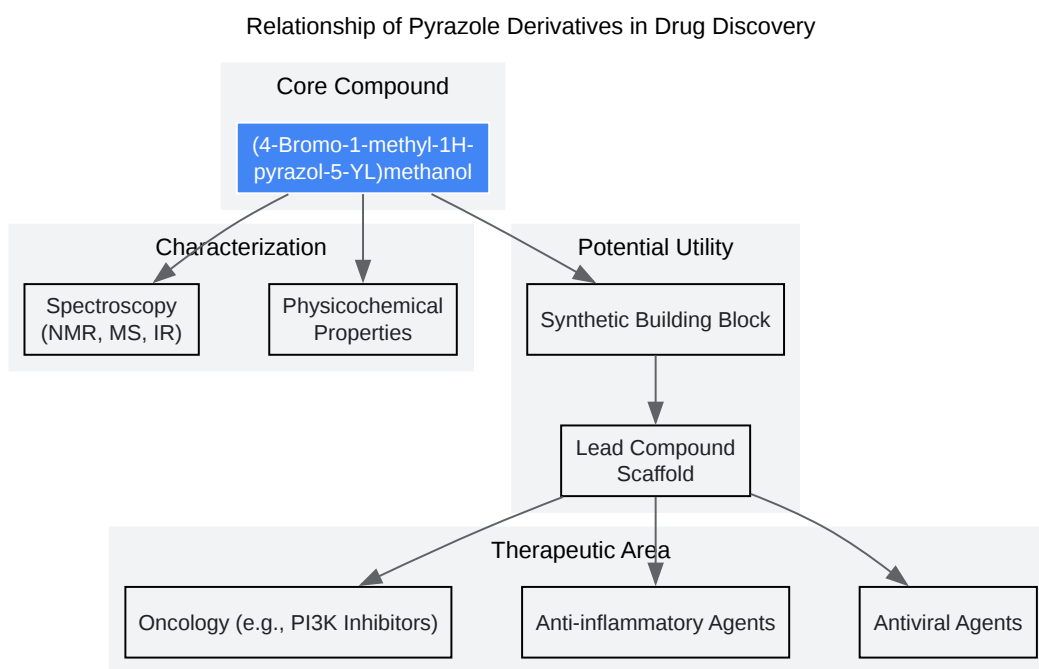 Relationship of Pyrazole Derivatives in Drug Discovery
Core Compound
(4-Bromo-1-methyl-1H-
pyrazol-5-YL)methanol
Characterization
Potential Utility
Spectroscopy
(NMR, MS, IR)
Physicochemical
Properties
Synthetic Building Block
Lead Compound
Scaffold
Therapeutic Area
Oncology (e.g., PI3K Inhibitors)
Anti-inflammatory Agents
Antiviral Agents